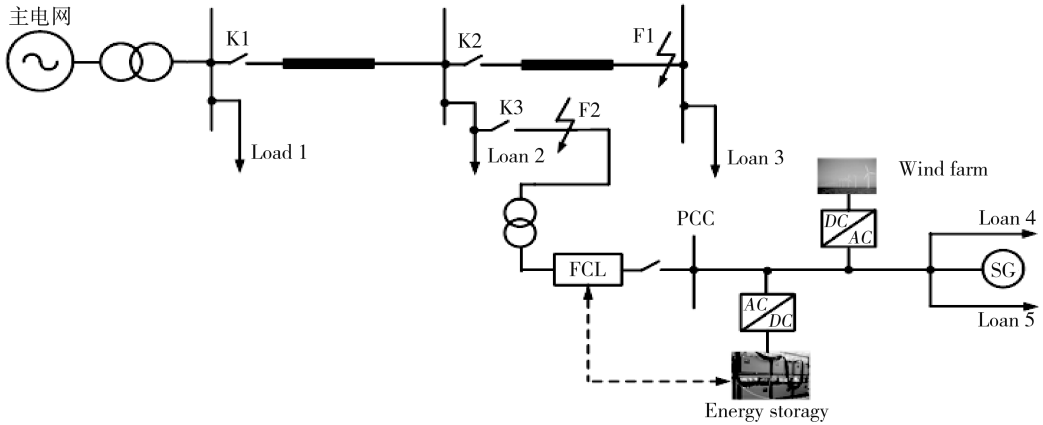 主电网
K1
K2
F1
K3
F2
Load 1
Loan 2
Loan 3
Wind farm
DC
AC
PCC
Loan 4
FCL
SG
AC
DC
Loan 5
Energy storagy